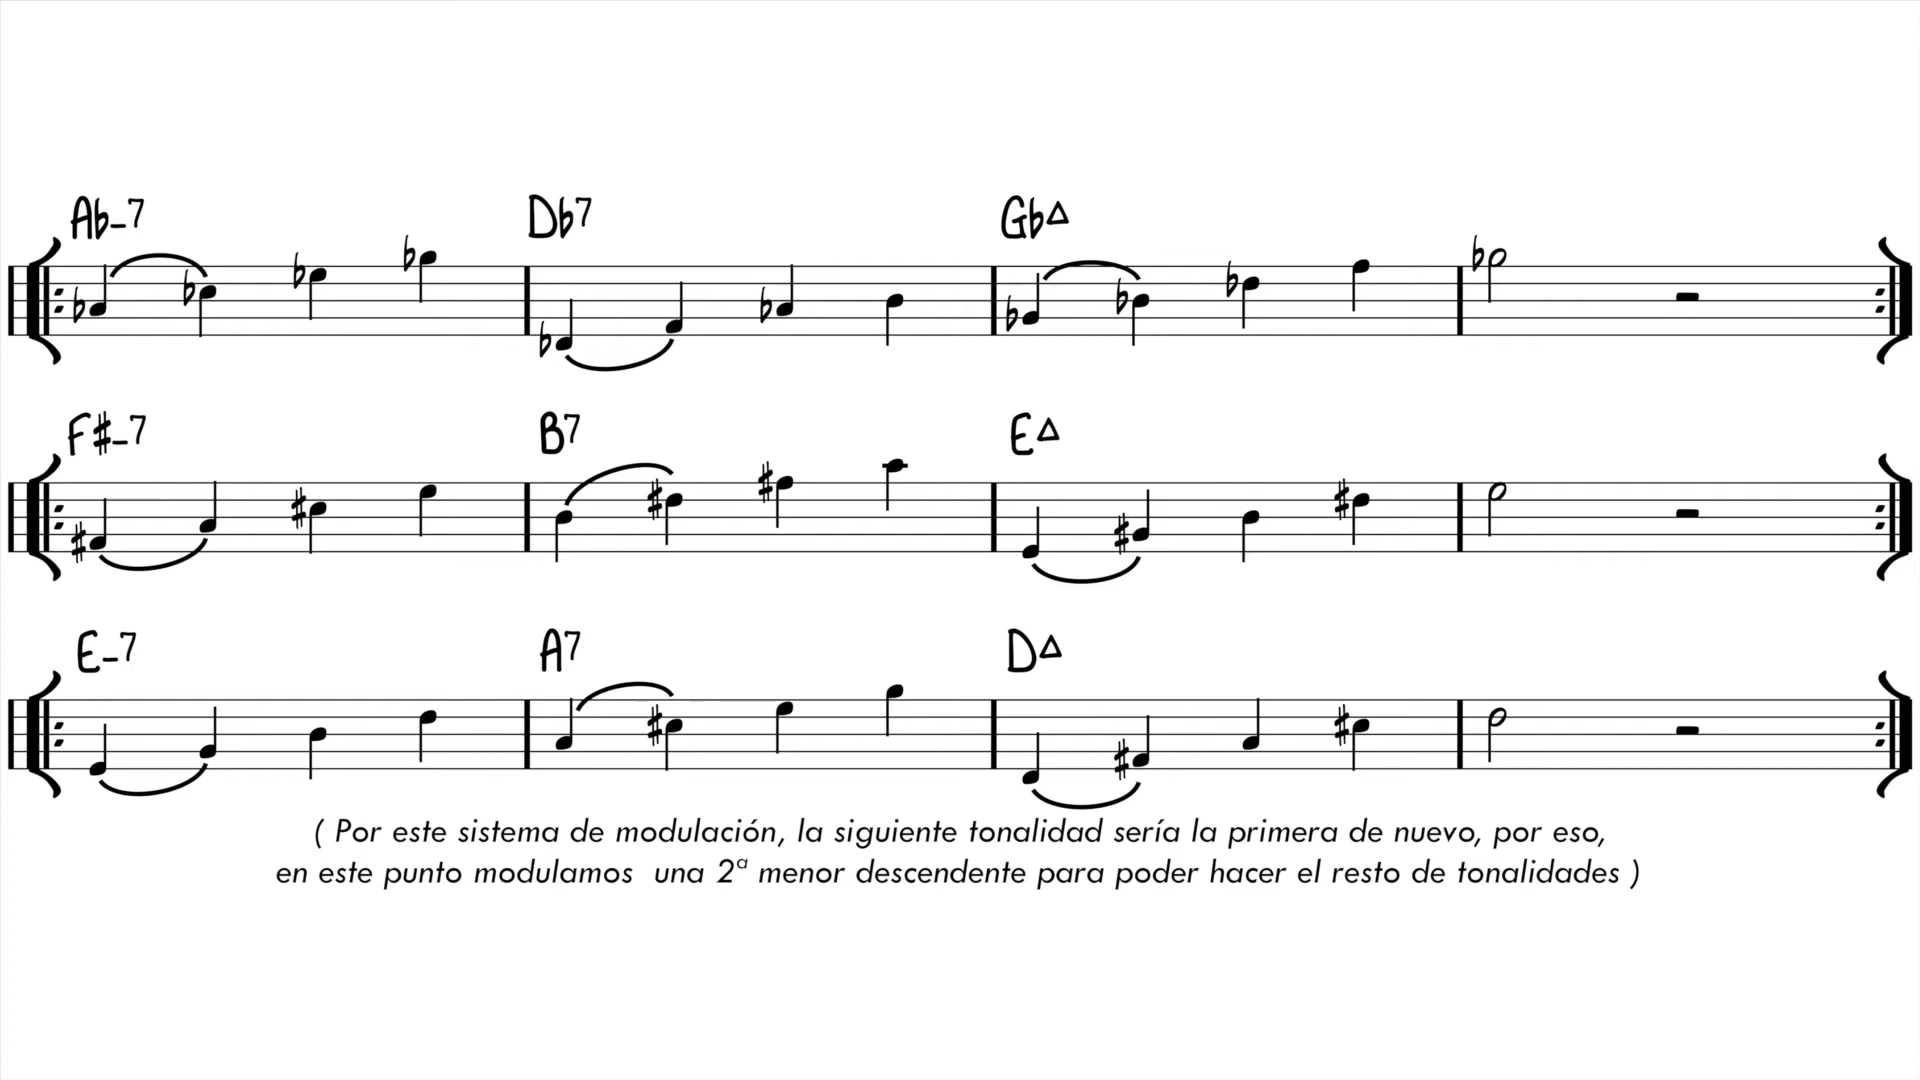 Ab-7 Db7 Gb△
F#-7 B7 E△
E-7 A7 D△
( Por este sistema de modulación, la siguiente tonalidad sería la primera de nuevo, por eso,
en este punto modulamos una 2ª menor descendente para poder hacer el resto de tonalidades )